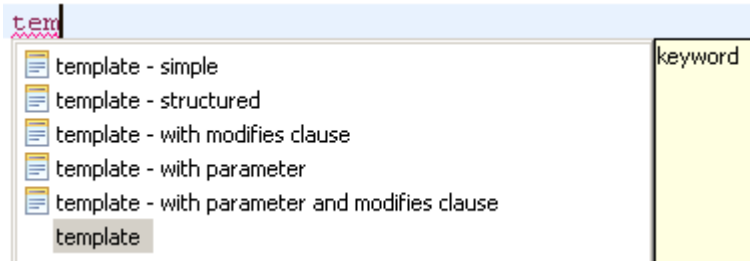 tem
template - simple
keyword
template - structured
template - with modifies clause
template - with parameter
template - with parameter and modifies clause
template